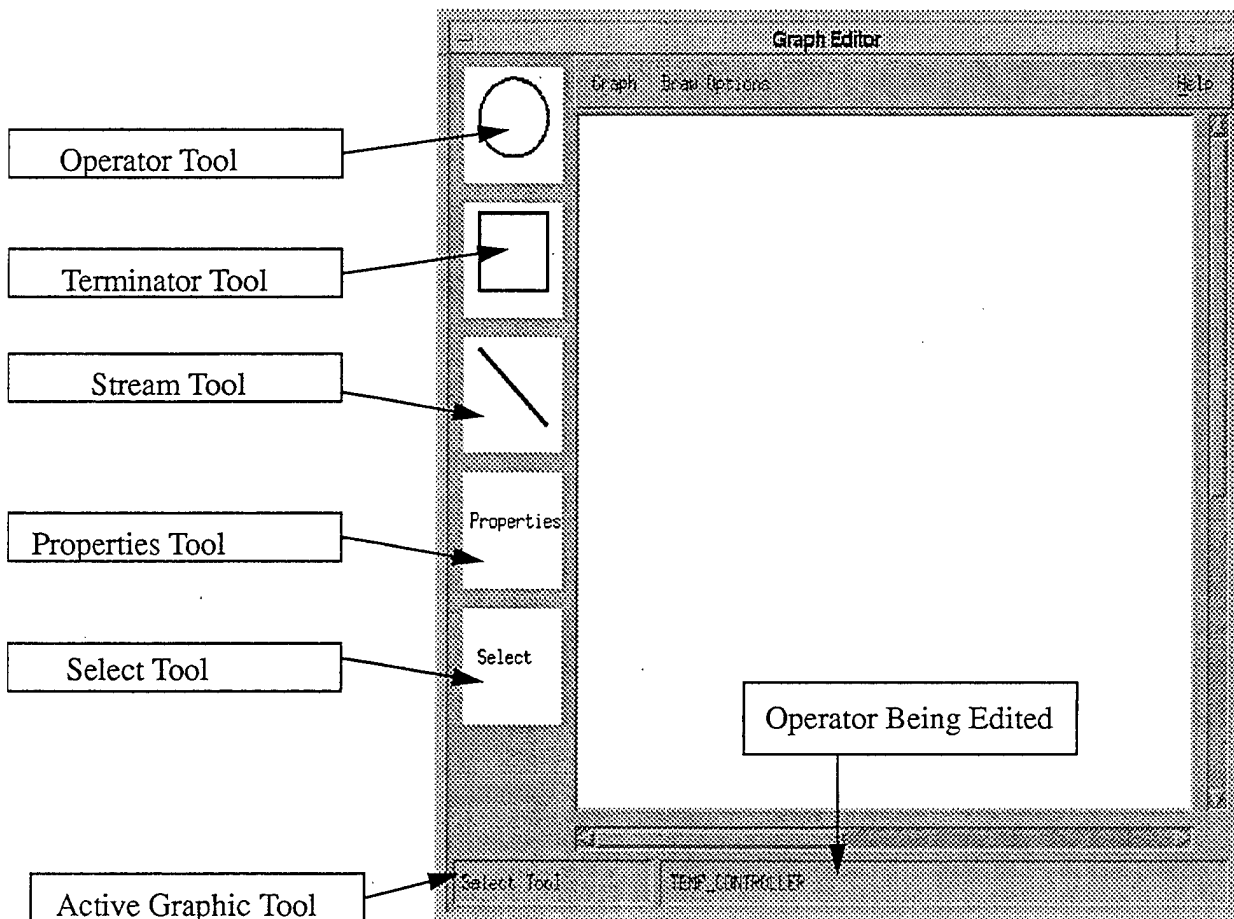 Graph Editor
Graph Draw Options Help
Operator Tool
Terminator Tool
Stream Tool
Properties Tool
Properties
Select Tool
Select
Operator Being Edited
Active Graphic Tool
Select Tool
TEMP_CONTROLLER